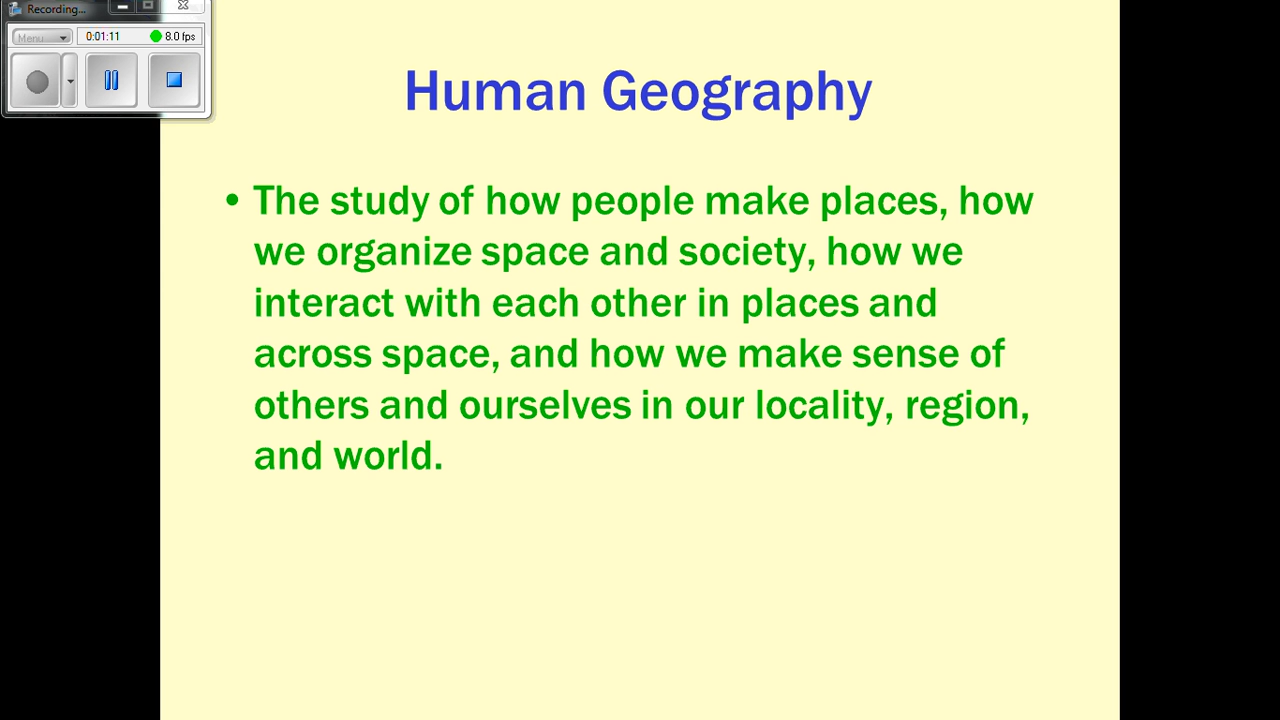 Recording...
Menu
0:01:11
8.0 fps
Human Geography
• The study of how people make places, how
we organize space and society, how we
interact with each other in places and
across space, and how we make sense of
others and ourselves in our locality, region,
and world.